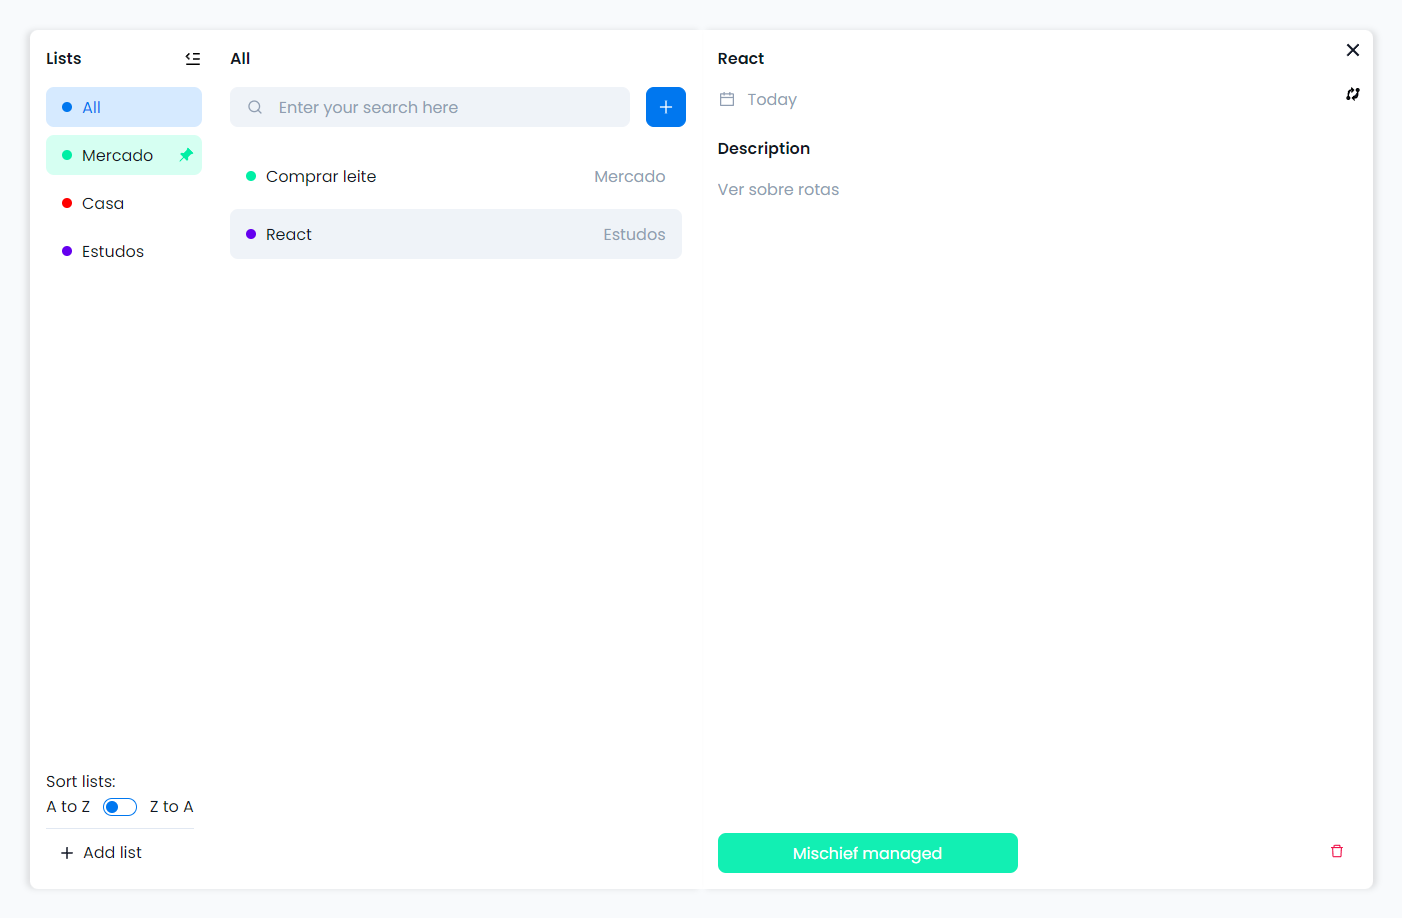 Lists
All
Mercado
Casa
Estudos
Sort lists:
A to Z Z to A
Add list
All
Enter your search here
Comprar leite Mercado
React Estudos
React
Today
Description
Ver sobre rotas
Mischief managed